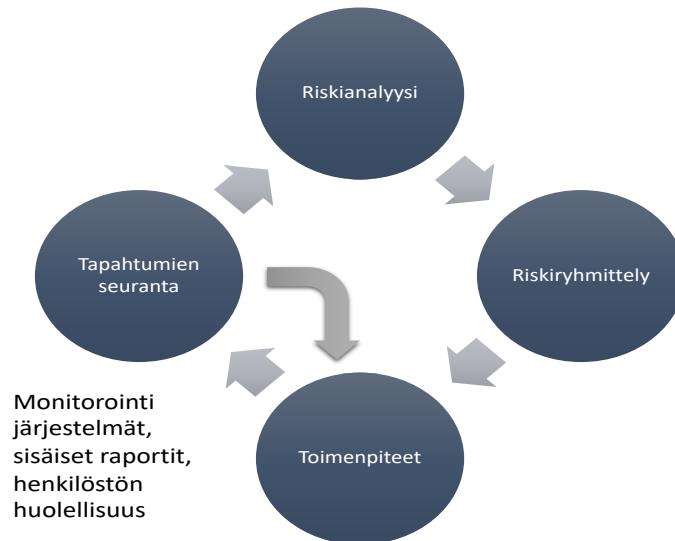 Riskianalyysi
Riskiryhmittely
Toimenpiteet
Tapahtumien
seuranta
Monitorointi
järjestelmät,
sisäiset raportit,
henkilöstön
huolellisuus